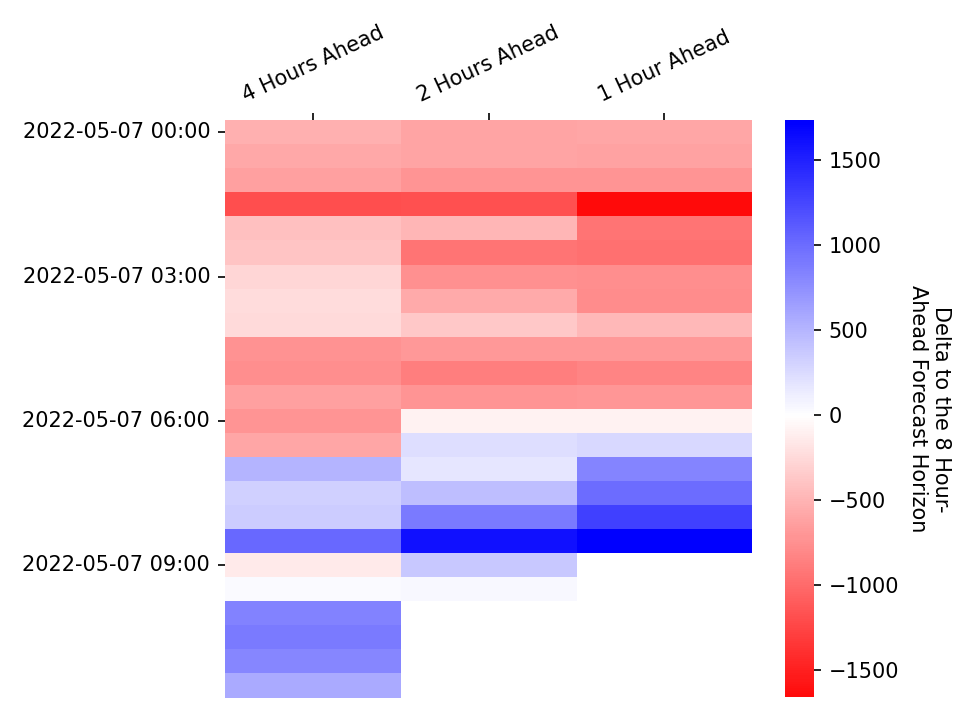 4 Hours Ahead
2 Hours Ahead
1 Hour Ahead
2022-05-07 00:00
2022-05-07 03:00
2022-05-07 06:00
2022-05-07 09:00
1500
1000
500
0
−500
−1000
−1500
Delta to the 8 Hour-
Ahead Forecast Horizon